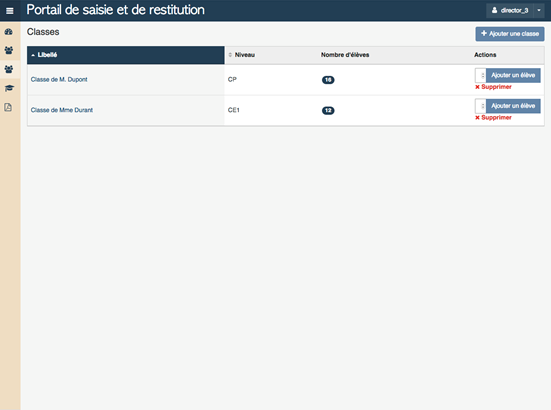 Portail de saisie et de restitution
director_3
Classes
Ajouter une classe
Libellé Niveau Nombre d'élèves Actions
Classe de M. Dupont CP 16 Ajouter un élève
Supprimer
Classe de Mme Durant CE1 12 Ajouter un élève
Supprimer